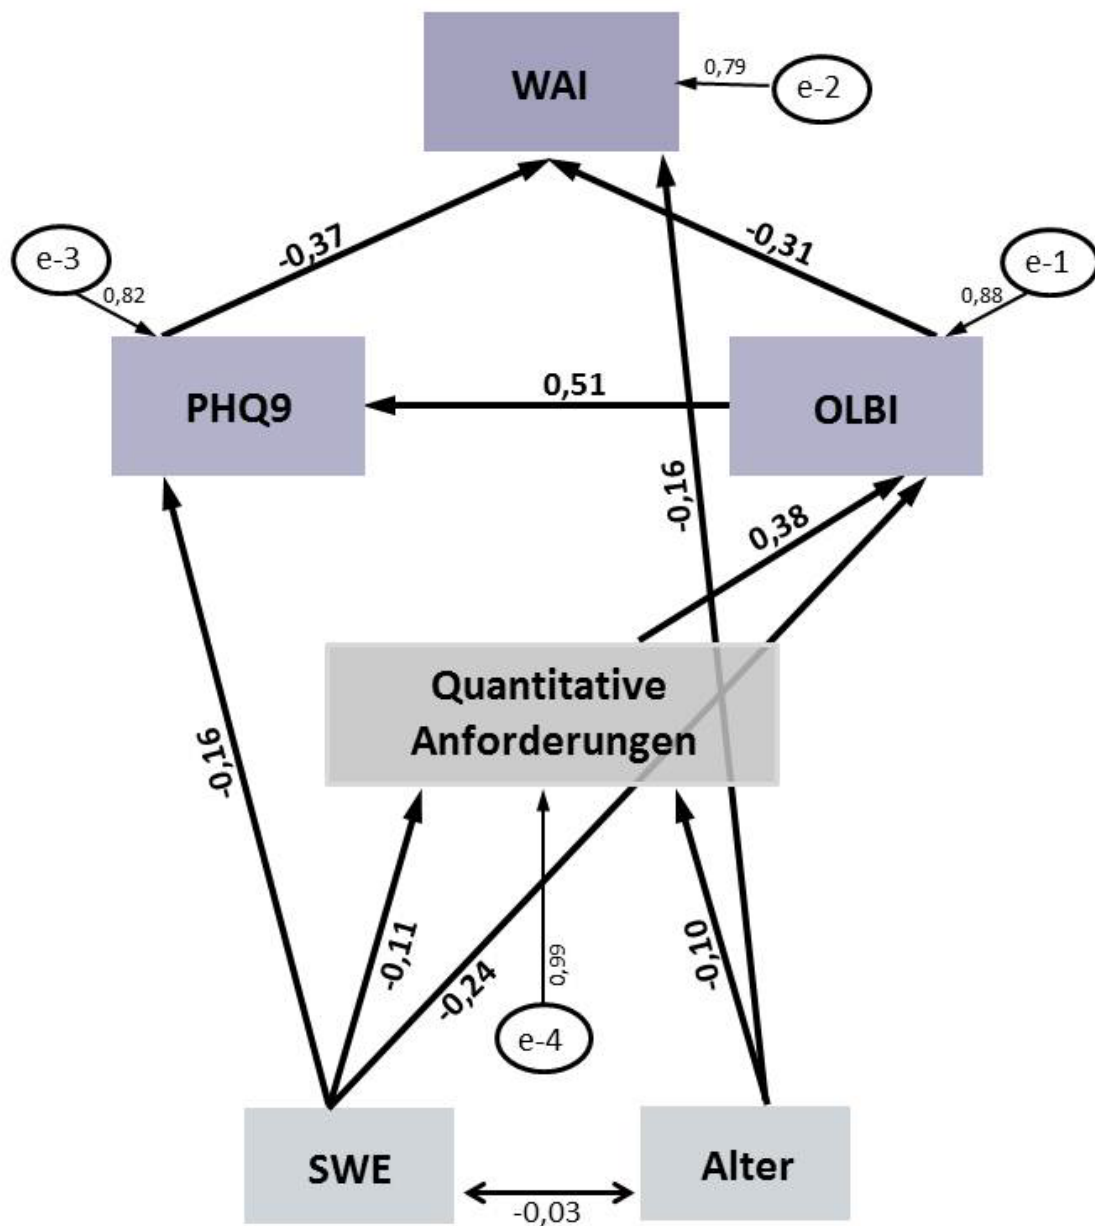 WAI
0,79
e-2
-0,37
-0,31
e-3
0,82
e-1
0,88
PHQ9
0,51
OLBI
-0,16
0,38
Quantitative
Anforderungen
-0,16
-0,11
-0,24
0,99
-0,10
e-4
SWE
Alter
-0,03